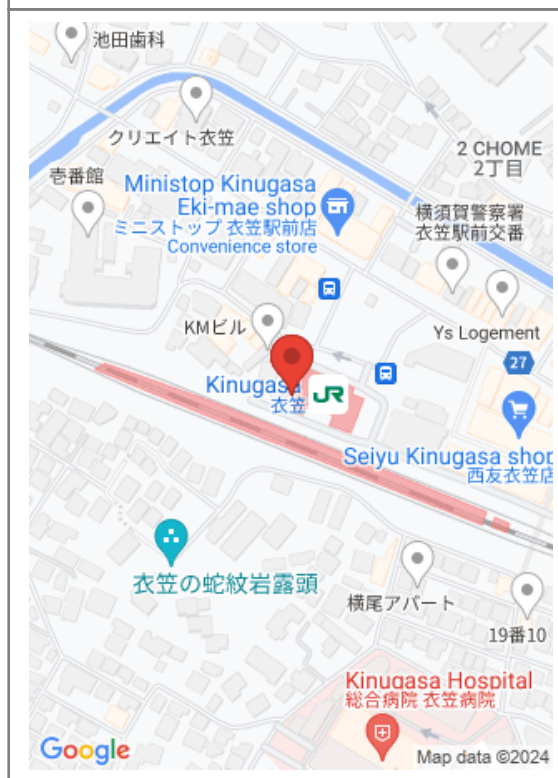 池田歯科
クリエイト衣笠
2 CHOME
2丁目
壱番館
Ministop Kinugasa
Eki-mae shop
ミニストップ 衣笠駅前店
Convenience store
横須賀警察署
衣笠駅前交番
KMビル
Ys Logement
27
Kinugasa
衣笠
JR
Seiyu Kinugasa shop
西友衣笠店
衣笠の蛇紋岩露頭
横尾アパート
19番10
Kinugasa Hospital
総合病院 衣笠病院
Google
Map data ©2024